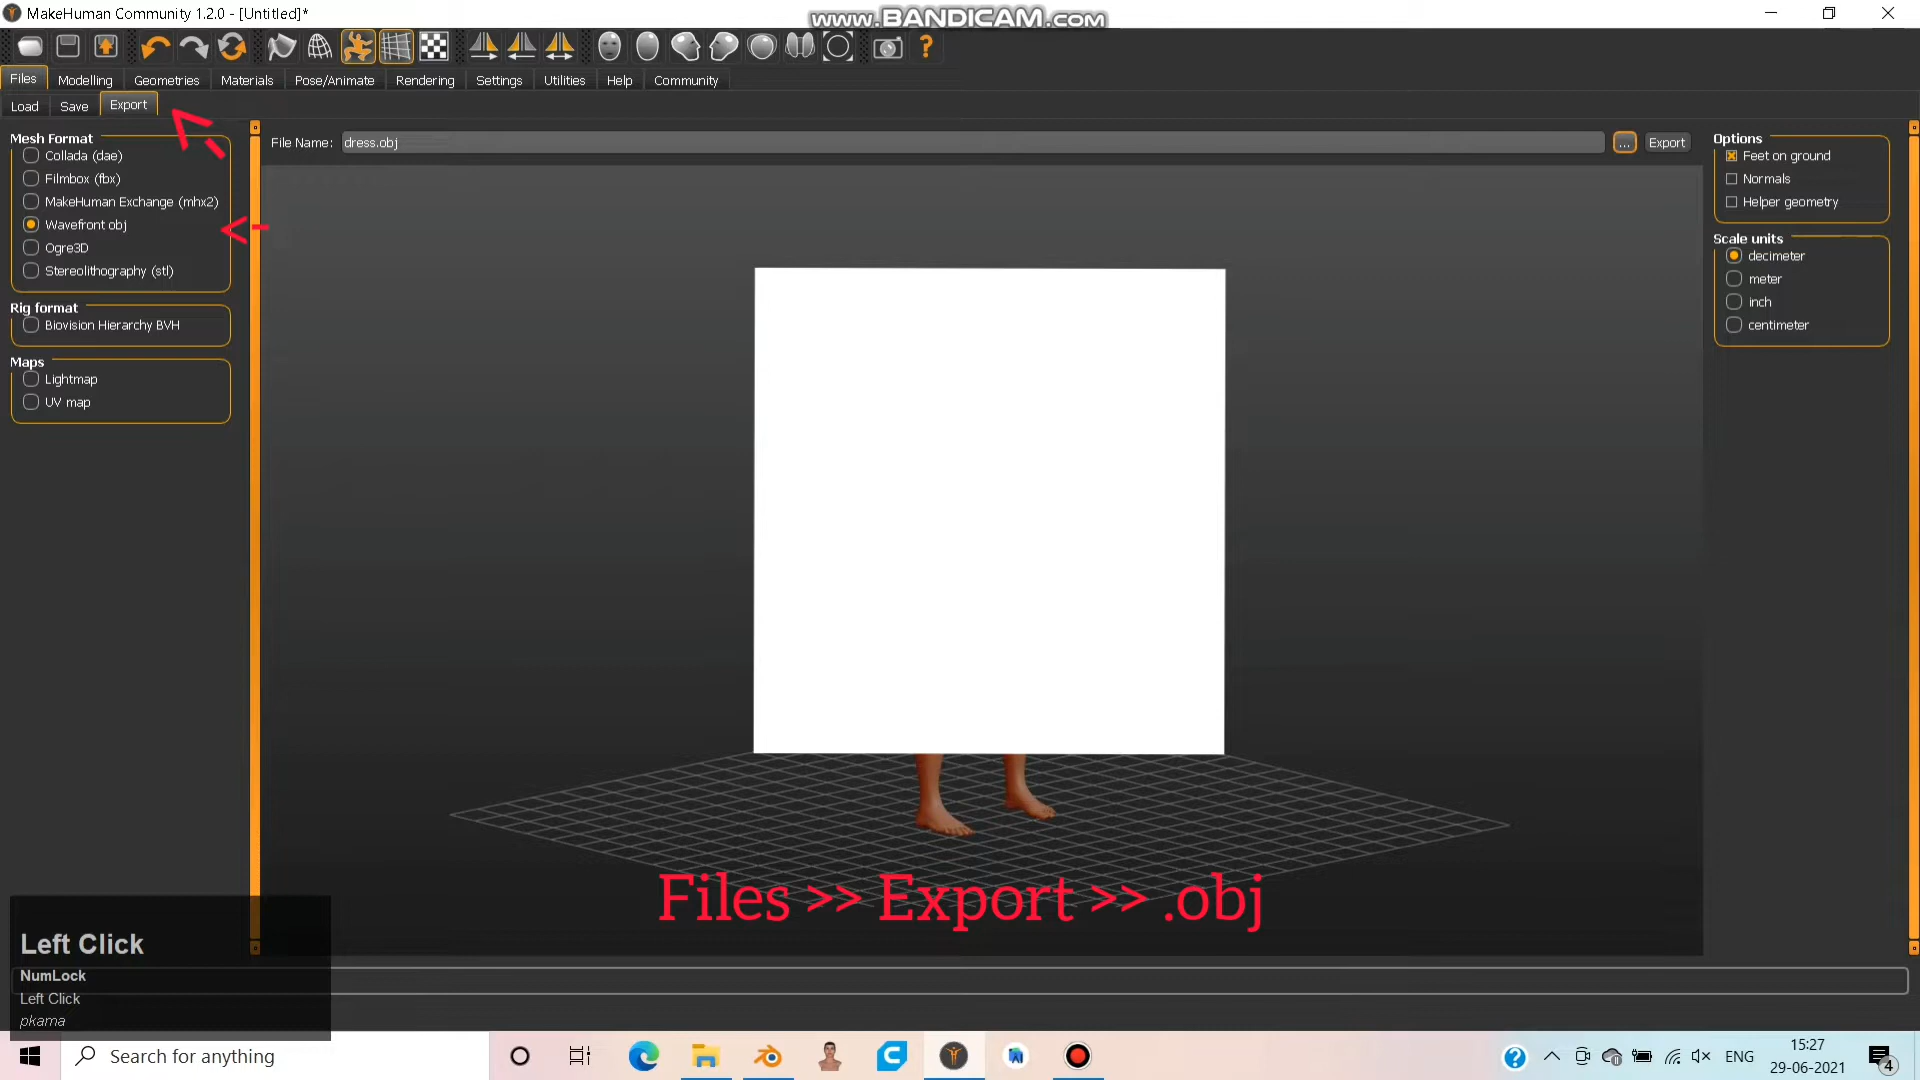 MakeHuman Community 1.2.0 - [Untitled]*
www.BANDICAM.com
Files Modelling Geometries Materials Pose/Animate Rendering Settings Utilities Help Community
Load Save Export
Mesh Format
Collada (dae)
Filmbox (fbx)
MakeHuman Exchange (mhx2)
Wavefront obj
Ogre3D
Stereolithography (stl)
Rig format
Biovision Hierarchy BVH
Maps
Lightmap
UV map
File Name: dress.obj ... Export
Options
Feet on ground
Normals
Helper geometry
Scale units
decimeter
meter
inch
centimeter
Files >> Export >> .obj
Left Click
NumLock
Left Click
pkama
Search for anything
ENG
15:27
29-06-2021
4